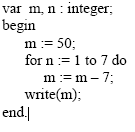 var m, n : integer;
begin
m := 50;
for n := 1 to 7 do
m := m – 7;
write(m);
end.